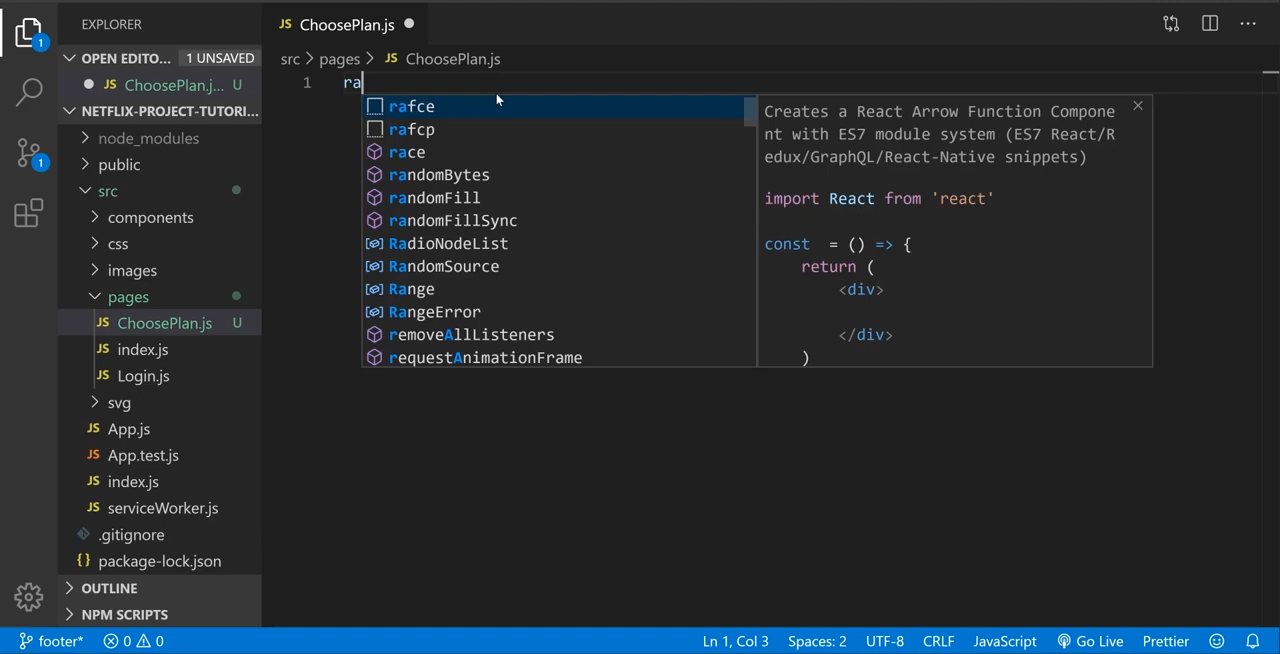 EXPLORER
OPEN EDITO... 1 UNSAVED
JS ChoosePlan.j... U
NETFLIX-PROJECT-TUTORI...
node_modules
public
src
components
css
images
pages
JS ChoosePlan.js U
JS index.js
JS Login.js
svg
JS App.js
JS App.test.js
JS index.js
JS serviceWorker.js
.gitignore
{} package-lock.json
OUTLINE
NPM SCRIPTS
1
1
JS ChoosePlan.js
src > pages > JS ChoosePlan.js
1 ra
rafce
rafcp
race
randomBytes
randomFill
randomFillSync
RadioNodeList
RandomSource
Range
RangeError
removeAllListeners
requestAnimationFrame
Creates a React Arrow Function Compone
nt with ES7 module system (ES7 React/R
edux/GraphQL/React-Native snippets)
import React from 'react'
const  = () => {
return (
<div>
</div>
)
footer* 0 0 Ln 1, Col 3 Spaces: 2 UTF-8 CRLF JavaScript Go Live Prettier